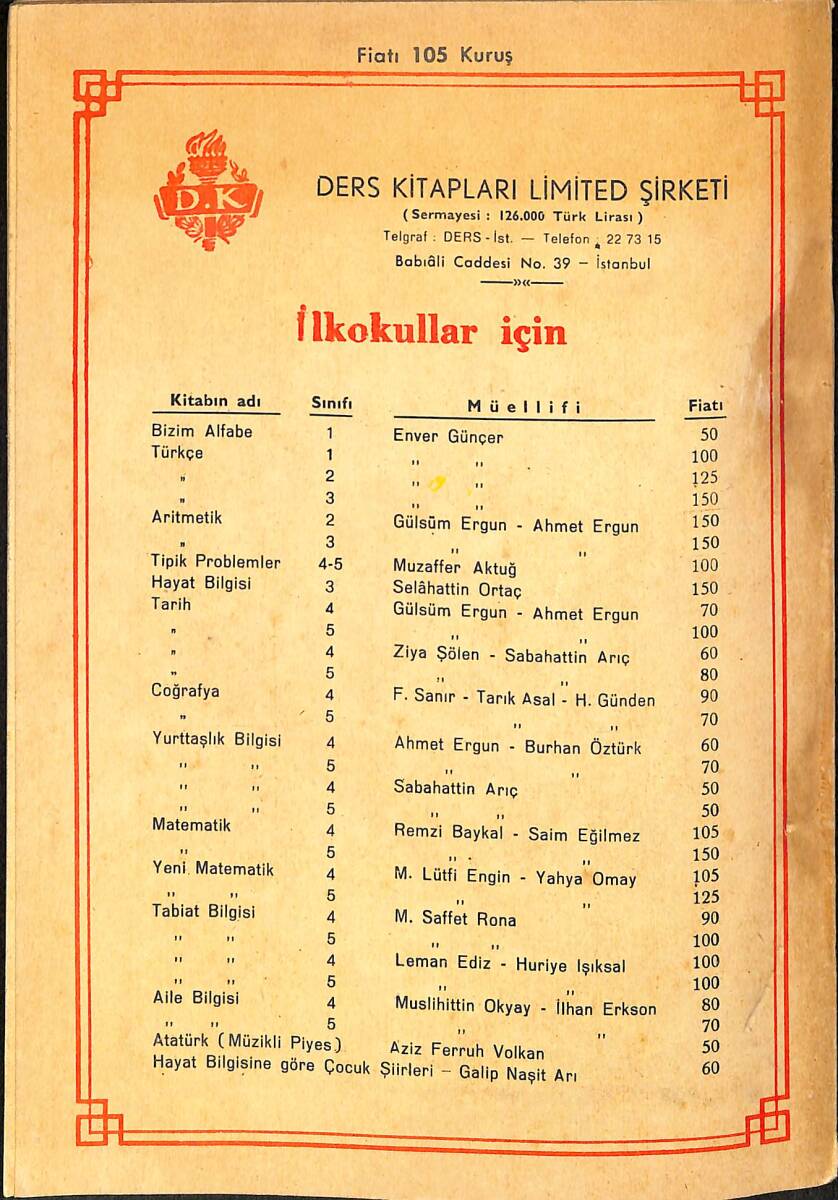 Fiatı 105 Kuruş
D.K
DERS KİTAPLARI LİMİTED ŞİRKETİ
( Sermayesi : 126.000 Türk Lirası )
Telgraf : DERS - İst. — Telefon : 22 73 15
Babıâli Caddesi No. 39 – İstanbul
——»«——
İlkokullar için
Kitabın adı Sınıfı Müellifi Fiatı
Bizim Alfabe 1 Enver Günçer 50
Türkçe 1 " " 100
" 2 " " 125
" 3 " " 150
Aritmetik 2 Gülsüm Ergun - Ahmet Ergun 150
" 3 " " 150
Tipik Problemler 4-5 Muzaffer Aktuğ 100
Hayat Bilgisi 3 Selâhattin Ortaç 150
Tarih 4 Gülsüm Ergun - Ahmet Ergun 70
" 5 " " 100
" 4 Ziya Şölen - Sabahattin Arıç 60
" 5 " " 80
Coğrafya 4 F. Sanır - Tarık Asal - H. Günden 90
" 5 " " 70
Yurttaşlık Bilgisi 4 Ahmet Ergun - Burhan Öztürk 60
" " 5 " " 70
" " 4 Sabahattin Arıç 50
" " 5 " " 50
Matematik 4 Remzi Baykal - Saim Eğilmez 105
" 5 " " 150
Yeni Matematik 4 M. Lütfi Engin - Yahya Omay 105
" " 5 " " 125
Tabiat Bilgisi 4 M. Saffet Rona 90
" " 5 " " 100
" " 4 Leman Ediz - Huriye Işıksal 100
" " 5 " " 100
Aile Bilgisi 4 Muslihittin Okyay - İlhan Erkson 80
" " 5 " " 70
Atatürk ( Müzikli Piyes ) Aziz Ferruh Volkan 50
Hayat Bilgisine göre Çocuk Şiirleri – Galip Naşit Arı 60